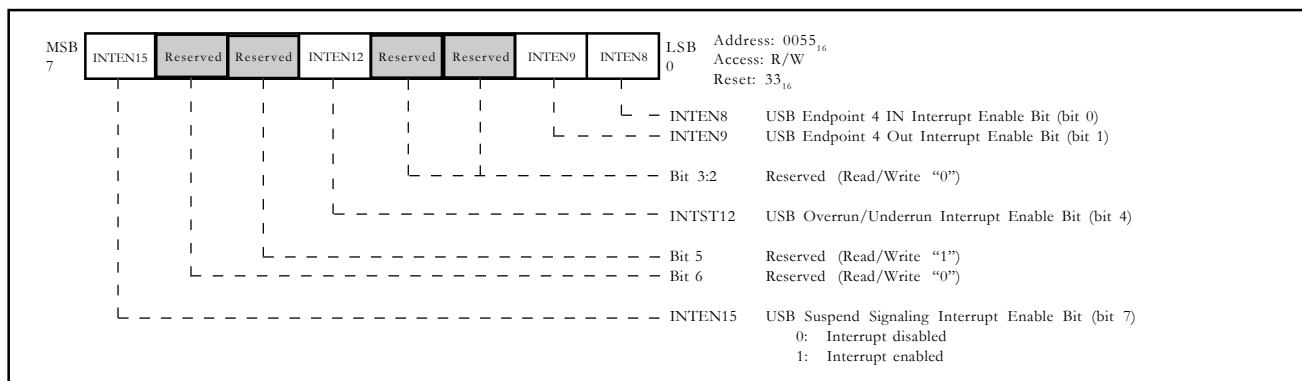 MSB
7
INTEN15 Reserved Reserved INTEN12 Reserved Reserved INTEN9 INTEN8
LSB
0
Address: 0055₁₆
Access: R/W
Reset: 33₁₆
INTEN8 USB Endpoint 4 IN Interrupt Enable Bit (bit 0)
INTEN9 USB Endpoint 4 Out Interrupt Enable Bit (bit 1)
Bit 3:2 Reserved (Read/Write “0”)
INTST12 USB Overrun/Underrun Interrupt Enable Bit (bit 4)
Bit 5 Reserved (Read/Write “1”)
Bit 6 Reserved (Read/Write “0”)
INTEN15 USB Suspend Signaling Interrupt Enable Bit (bit 7)
0: Interrupt disabled
1: Interrupt enabled